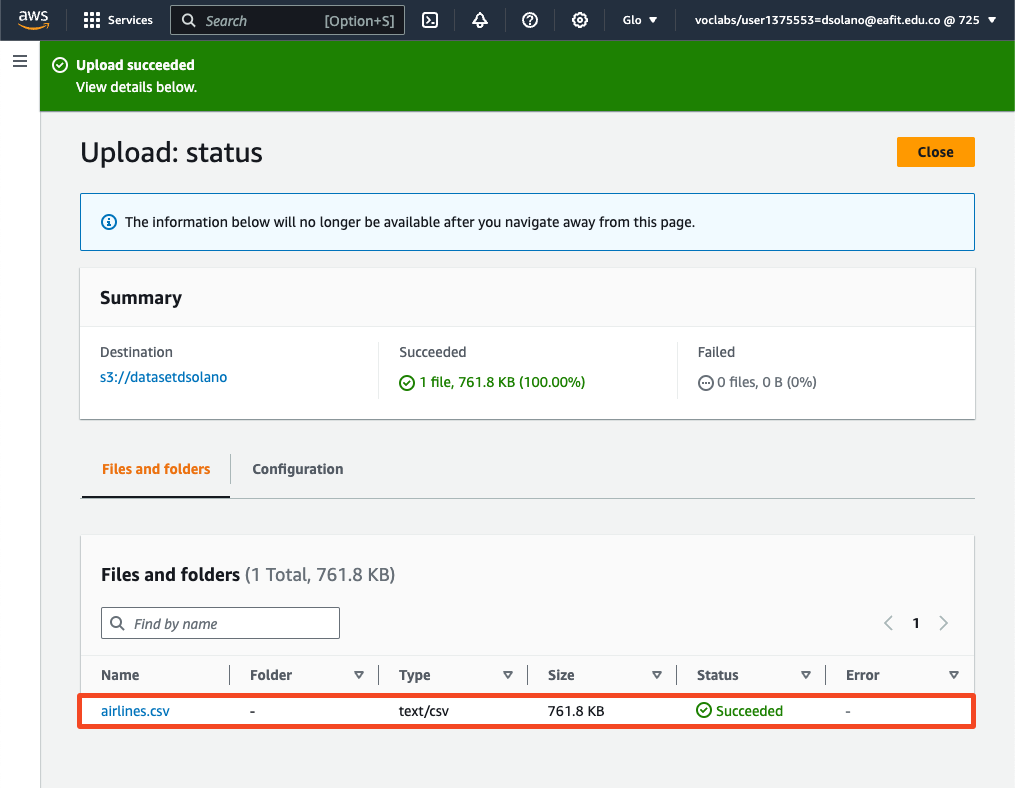 aws Services Search [Option+S] Glo voclabs/user1375553=dsolano@eafit.edu.co @ 725
Upload succeeded
View details below.
Upload: status
Close
The information below will no longer be available after you navigate away from this page.
Summary
Destination Succeeded Failed
s3://datasetdsolano 1 file, 761.8 KB (100.00%) 0 files, 0 B (0%)
Files and folders Configuration
Files and folders (1 Total, 761.8 KB)
Find by name 1
Name Folder Type Size Status Error
airlines.csv - text/csv 761.8 KB Succeeded -